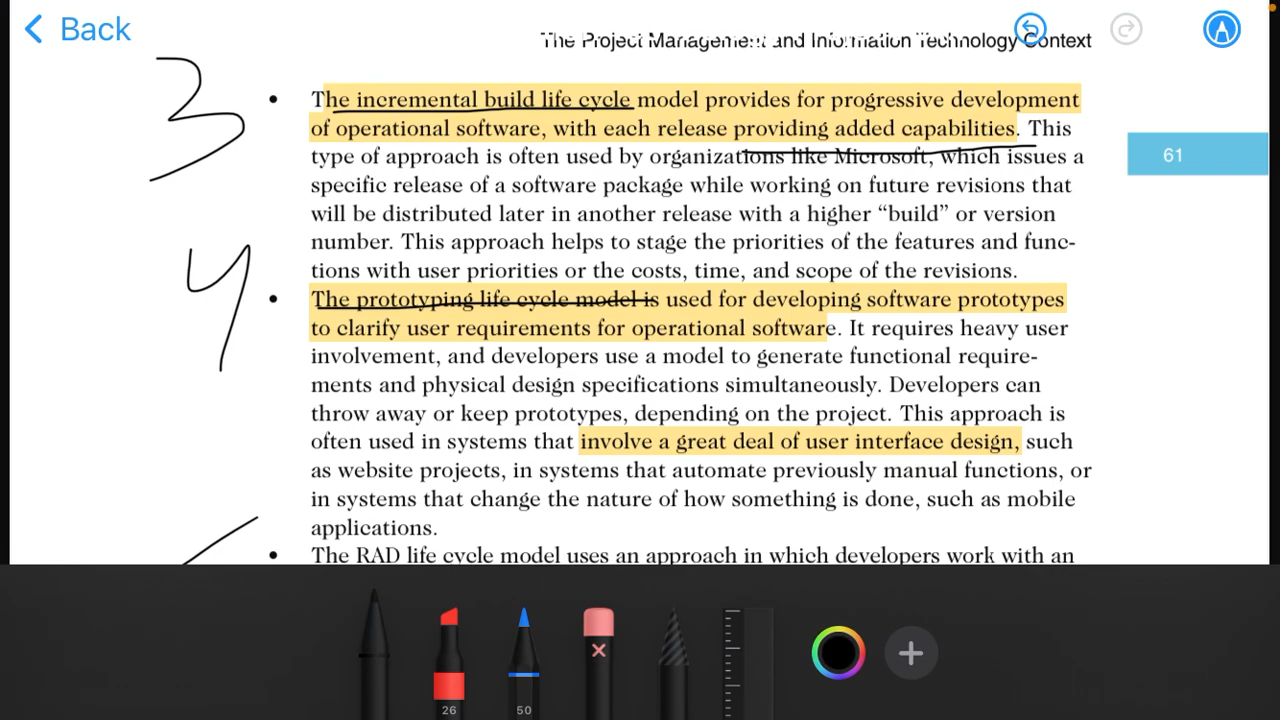 Back
The Project Management and Information Technology Context
3
• The incremental build life cycle model provides for progressive development
of operational software, with each release providing added capabilities. This
type of approach is often used by organizations like Microsoft, which issues a
61
specific release of a software package while working on future revisions that
will be distributed later in another release with a higher “build” or version
number. This approach helps to stage the priorities of the features and func-
tions with user priorities or the costs, time, and scope of the revisions.
4
• The prototyping life cycle model is used for developing software prototypes
to clarify user requirements for operational software. It requires heavy user
involvement, and developers use a model to generate functional require-
ments and physical design specifications simultaneously. Developers can
throw away or keep prototypes, depending on the project. This approach is
often used in systems that involve a great deal of user interface design, such
as website projects, in systems that automate previously manual functions, or
in systems that change the nature of how something is done, such as mobile
applications.
• The RAD life cycle model uses an approach in which developers work with an
26
50